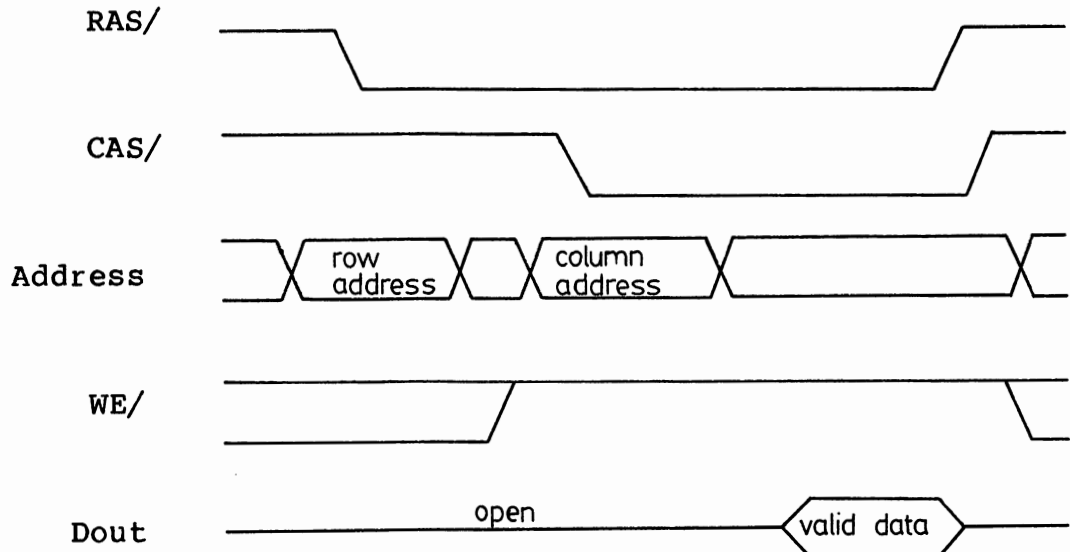 RAS/
CAS/
Address
row
address
column
address
WE/
Dout
open
valid data